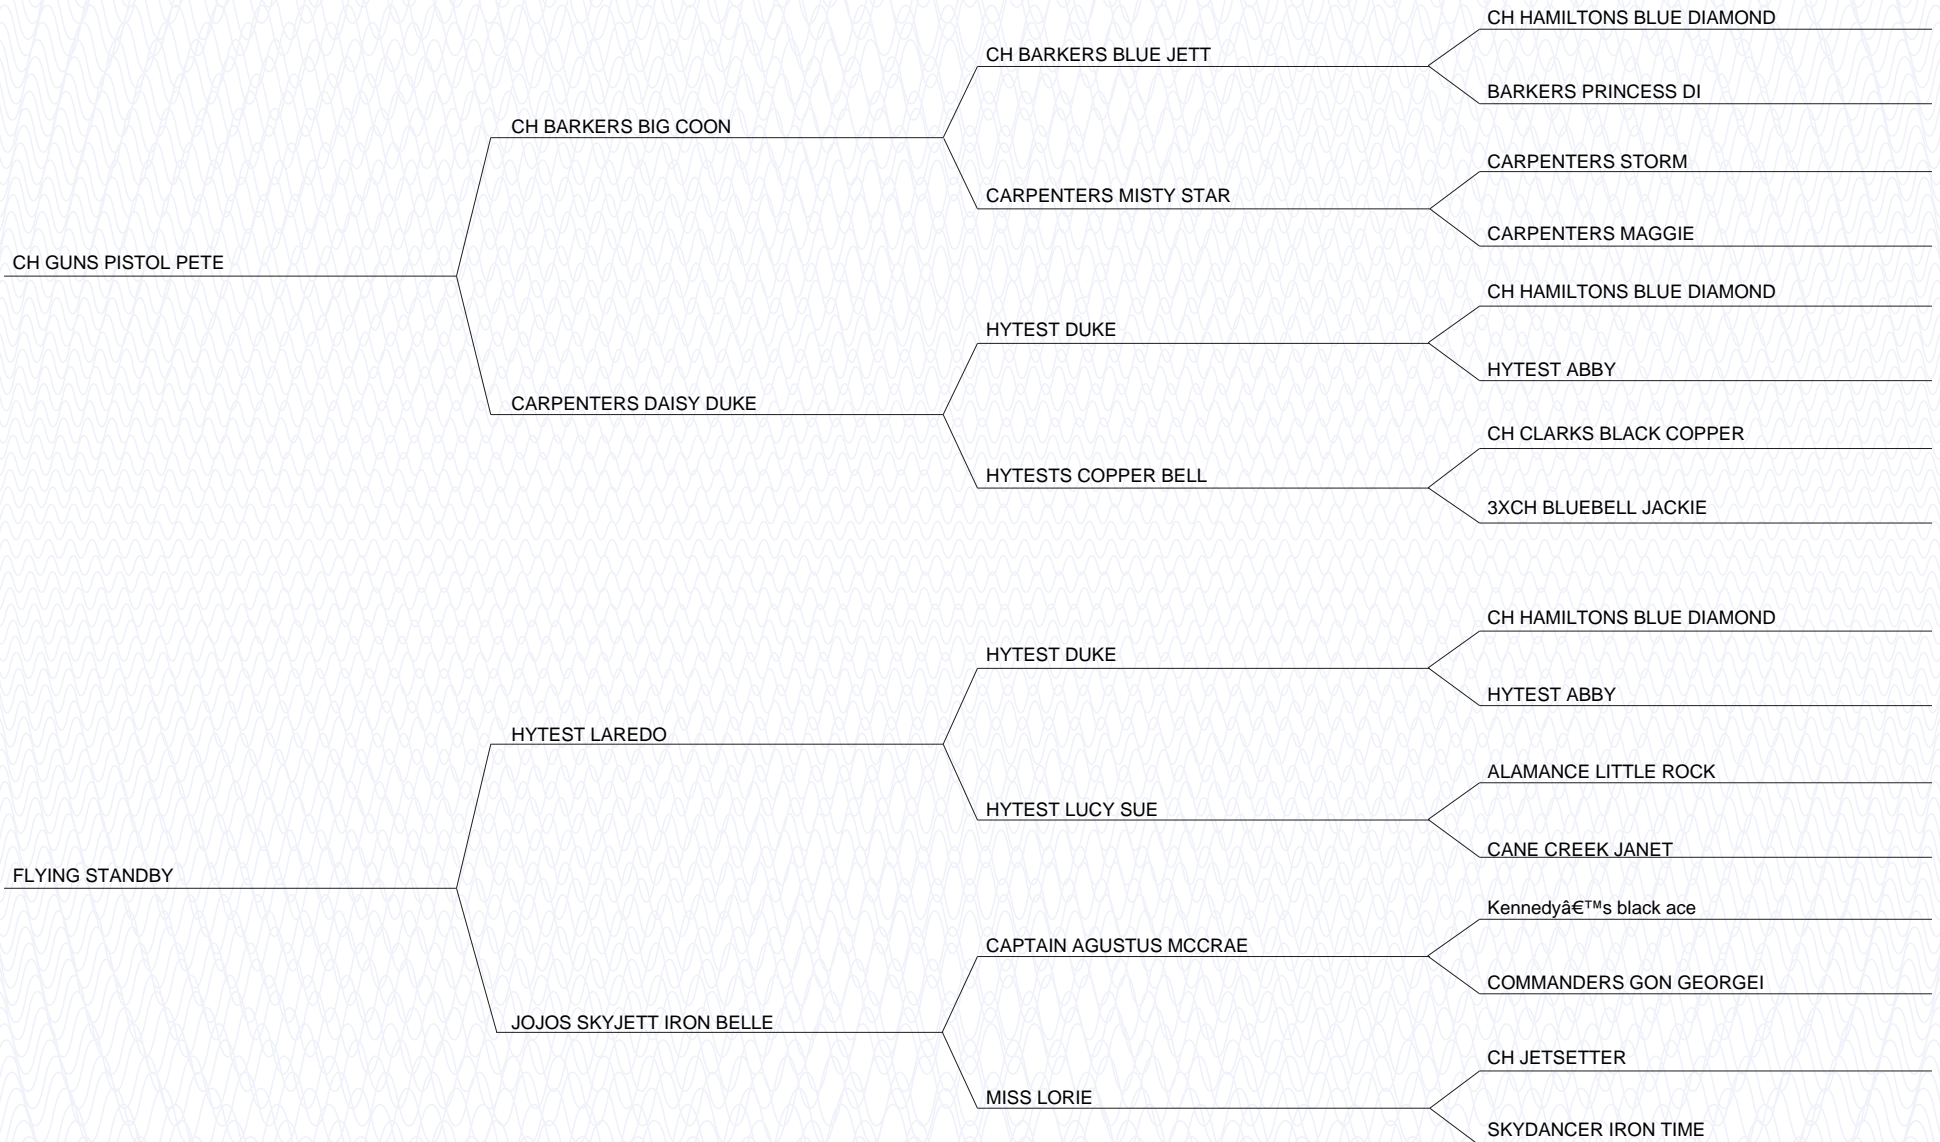 CH HAMILTONS BLUE DIAMOND
CH BARKERS BLUE JETT
BARKERS PRINCESS DI
CH BARKERS BIG COON
CARPENTERS STORM
CARPENTERS MISTY STAR
CARPENTERS MAGGIE
CH GUNS PISTOL PETE
CH HAMILTONS BLUE DIAMOND
HYTEST DUKE
HYTEST ABBY
CARPENTERS DAISY DUKE
CH CLARKS BLACK COPPER
HYTESTS COPPER BELL
3XCH BLUEBELL JACKIE
CH HAMILTONS BLUE DIAMOND
HYTEST DUKE
HYTEST ABBY
HYTEST LAREDO
ALAMANCE LITTLE ROCK
HYTEST LUCY SUE
CANE CREEK JANET
FLYING STANDBY
Kennedyâ€™s black ace
CAPTAIN AGUSTUS MCCRAE
COMMANDERS GON GEORGEI
JOJOS SKYJETT IRON BELLE
CH JETSETTER
MISS LORIE
SKYDANCER IRON TIME